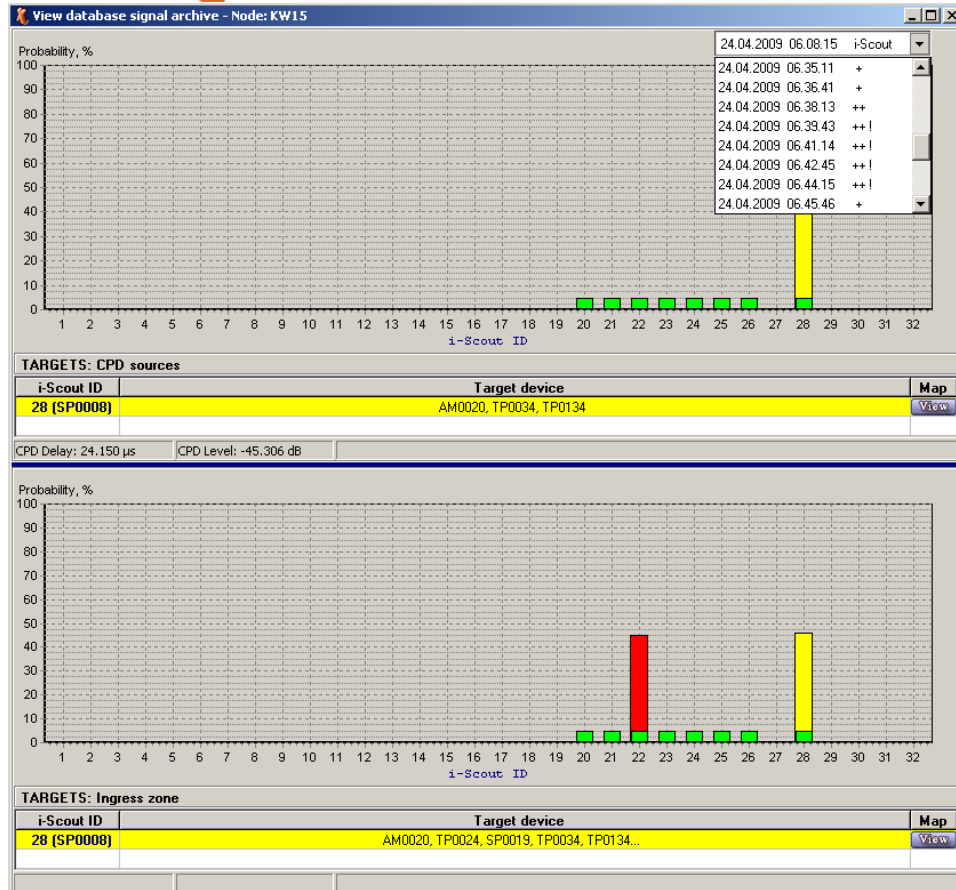 View database signal archive - Node: KW15
Probability, %
24.04.2009 06.08.15 i-Scout
24.04.2009 06.35.11 +
24.04.2009 06.36.41 +
24.04.2009 06.38.13 ++
24.04.2009 06.39.43 ++ !
24.04.2009 06.41.14 ++ !
24.04.2009 06.42.45 ++ !
24.04.2009 06.44.15 ++ !
24.04.2009 06.45.46 +
100
90
80
70
60
50
40
30
20
10
0
1 2 3 4 5 6 7 8 9 10 11 12 13 14 15 16 17 18 19 20 21 22 23 24 25 26 27 28 29 30 31 32
i-Scout ID
TARGETS: CPD sources
i-Scout ID Target device Map
28 (SP0008) AM0020, TP0034, TP0134 View
CPD Delay: 24.150 µs CPD Level: -45.306 dB
Probability, %
100
90
80
70
60
50
40
30
20
10
0
1 2 3 4 5 6 7 8 9 10 11 12 13 14 15 16 17 18 19 20 21 22 23 24 25 26 27 28 29 30 31 32
i-Scout ID
TARGETS: Ingress zone
i-Scout ID Target device Map
28 (SP0008) AM0020, TP0024, SP0019, TP0034, TP0134... View